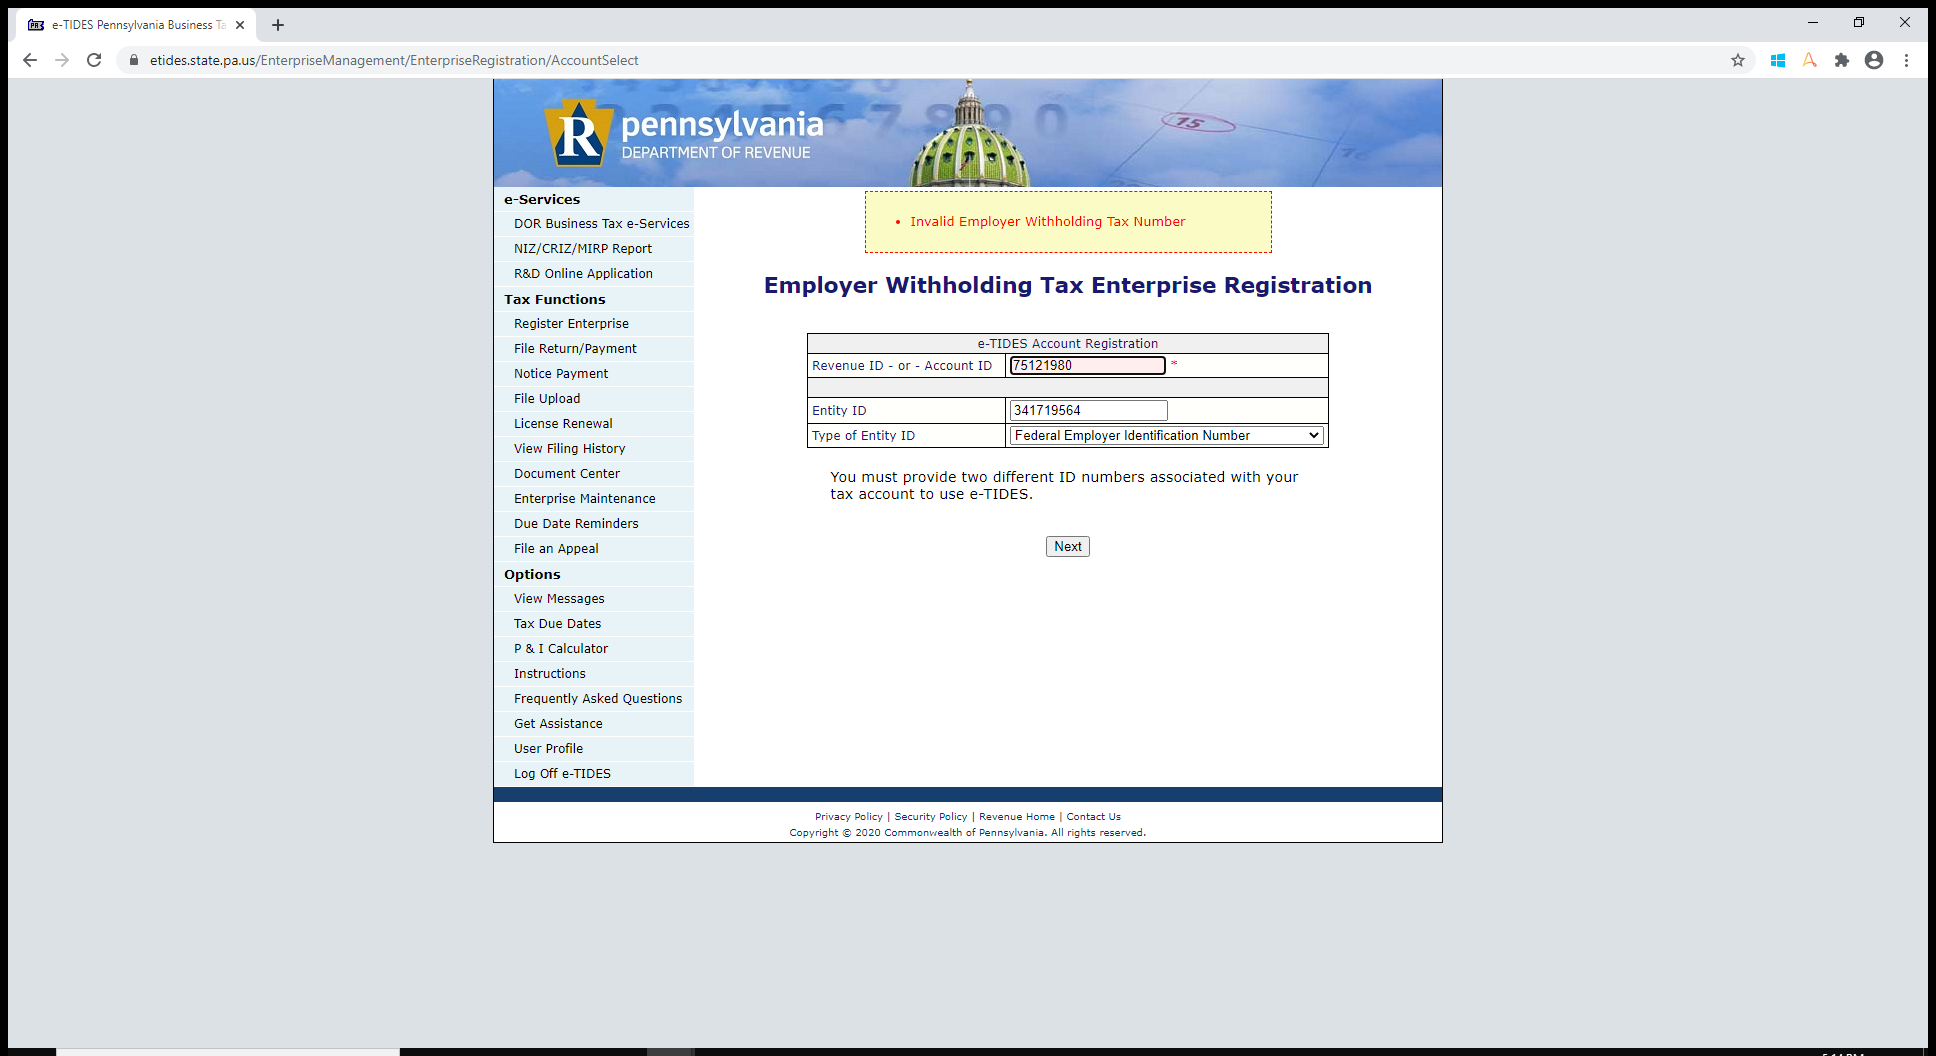 e-TIDES Pennsylvania Business Ta
etides.state.pa.us/EnterpriseManagement/EnterpriseRegistration/AccountSelect
pennsylvania
DEPARTMENT OF REVENUE
e-Services
DOR Business Tax e-Services
NIZ/CRIZ/MIRP Report
R&D Online Application
Tax Functions
Register Enterprise
File Return/Payment
Notice Payment
File Upload
License Renewal
View Filing History
Document Center
Enterprise Maintenance
Due Date Reminders
File an Appeal
Options
View Messages
Tax Due Dates
P & I Calculator
Instructions
Frequently Asked Questions
Get Assistance
User Profile
Log Off e-TIDES
• Invalid Employer Withholding Tax Number
Employer Withholding Tax Enterprise Registration
e-TIDES Account Registration
Revenue ID - or - Account ID 75121980 *
Entity ID 341719564
Type of Entity ID Federal Employer Identification Number
You must provide two different ID numbers associated with your
tax account to use e-TIDES.
Next
Privacy Policy | Security Policy | Revenue Home | Contact Us
Copyright © 2020 Commonwealth of Pennsylvania. All rights reserved.